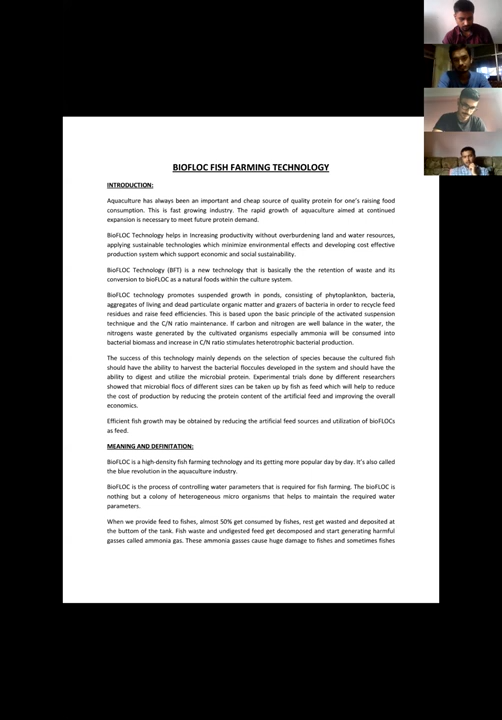 BIOFLOC FISH FARMING TECHNOLOGY
INTRODUCTION:
Aquaculture has always been an important and cheap source of quality protein for one's raising food
consumption. This is fast growing industry. The rapid growth of aquaculture aimed at continued
expansion is necessary to meet future protein demand.
BioFLOC Technology helps in Increasing productivity without overburdening land and water resources,
applying sustainable technologies which minimize environmental effects and developing cost effective
production system which support economic and social sustainability.
BioFLOC Technology (BFT) is a new technology that is basically the the retention of waste and its
conversion to bioFLOC as a natural foods within the culture system.
BioFLOC technology promotes suspended growth in ponds, consisting of phytoplankton, bacteria,
aggregates of living and dead particulate organic matter and grazers of bacteria in order to recycle feed
residues and raise feed efficiencies. This is based upon the basic principle of the activated suspension
technique and the C/N ratio maintenance. If carbon and nitrogen are well balance in the water, the
nitrogens waste generated by the cultivated organisms especially ammonia will be consumed into
bacterial biomass and increase in C/N ratio stimulates heterotrophic bacterial production.
The success of this technology mainly depends on the selection of species because the cultured fish
should have the ability to harvest the bacterial floccules developed in the system and should have the
ability to digest and utilize the microbial protein. Experimental trials done by different researchers
showed that microbial flocs of different sizes can be taken up by fish as feed which will help to reduce
the cost of production by reducing the protein content of the artificial feed and improving the overall
economics.
Efficient fish growth may be obtained by reducing the artificial feed sources and utilization of bioFLOCs
as feed.
MEANING AND DEFINITATION:
BioFLOC is a high-density fish farming technology and its getting more popular day by day. It's also called
the blue revolution in the aquaculture industry.
BioFLOC is the process of controlling water parameters that is required for fish farming. The bioFLOC is
nothing but a colony of heterogeneous micro organisms that helps to maintain the required water
parameters.
When we provide feed to fishes, almost 50% get consumed by fishes, rest get wasted and deposited at
the buttom of the tank. Fish waste and undigested feed get decomposed and start generating harmful
gasses called ammonia gas. These ammonia gasses cause huge damage to fishes and sometimes fishes